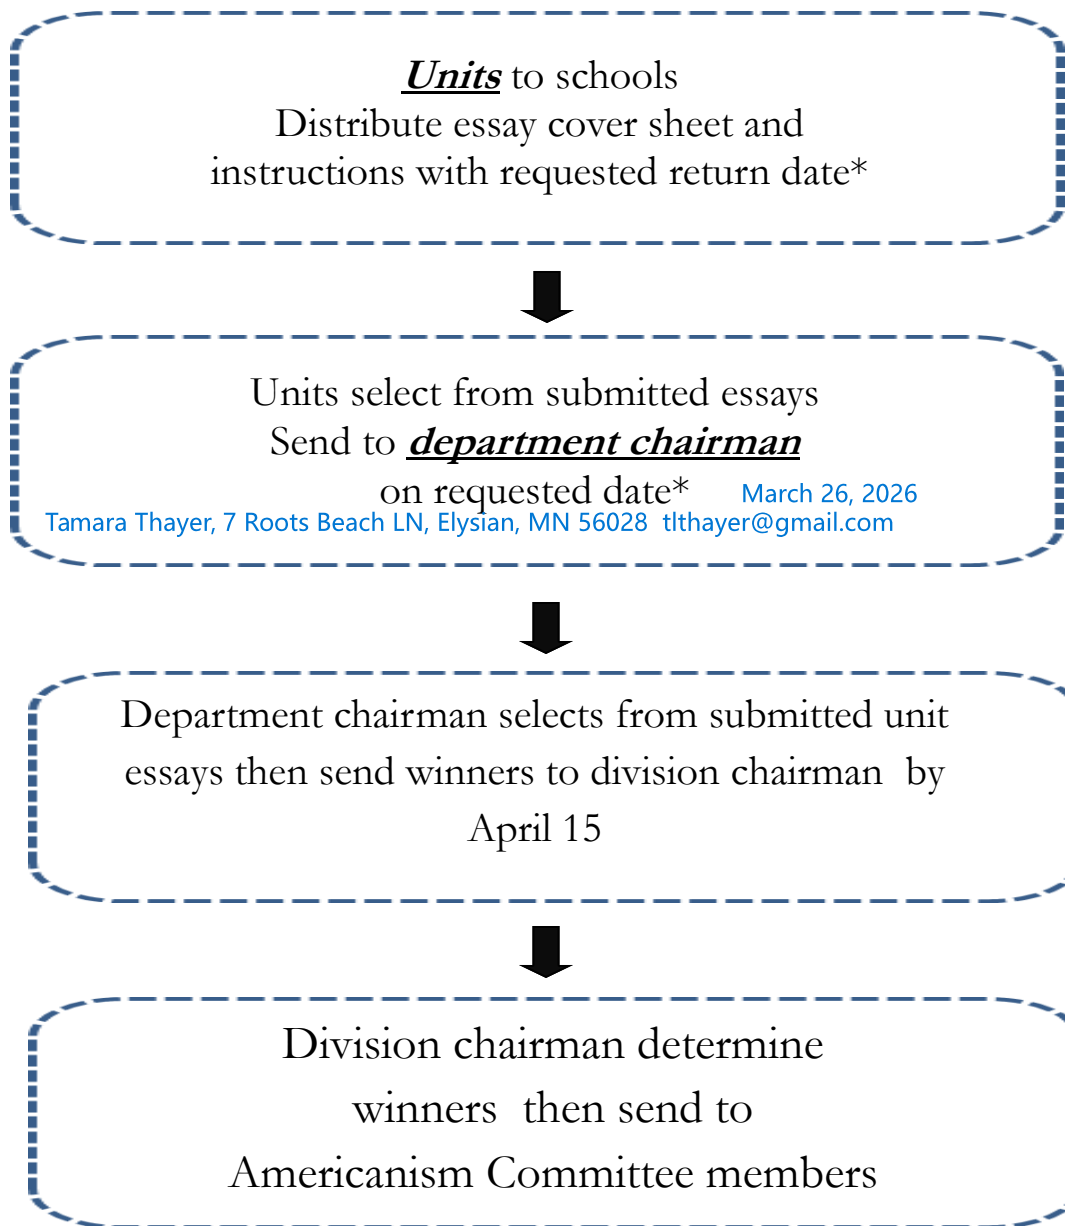 Units to schools
Distribute essay cover sheet and
instructions with requested return date*
Units select from submitted essays
Send to department chairman
on requested date* March 26, 2026
Tamara Thayer, 7 Roots Beach LN, Elysian, MN 56028 tlthayer@gmail.com
Department chairman selects from submitted unit
essays then send winners to division chairman by
April 15
Division chairman determine
winners then send to
Americanism Committee members